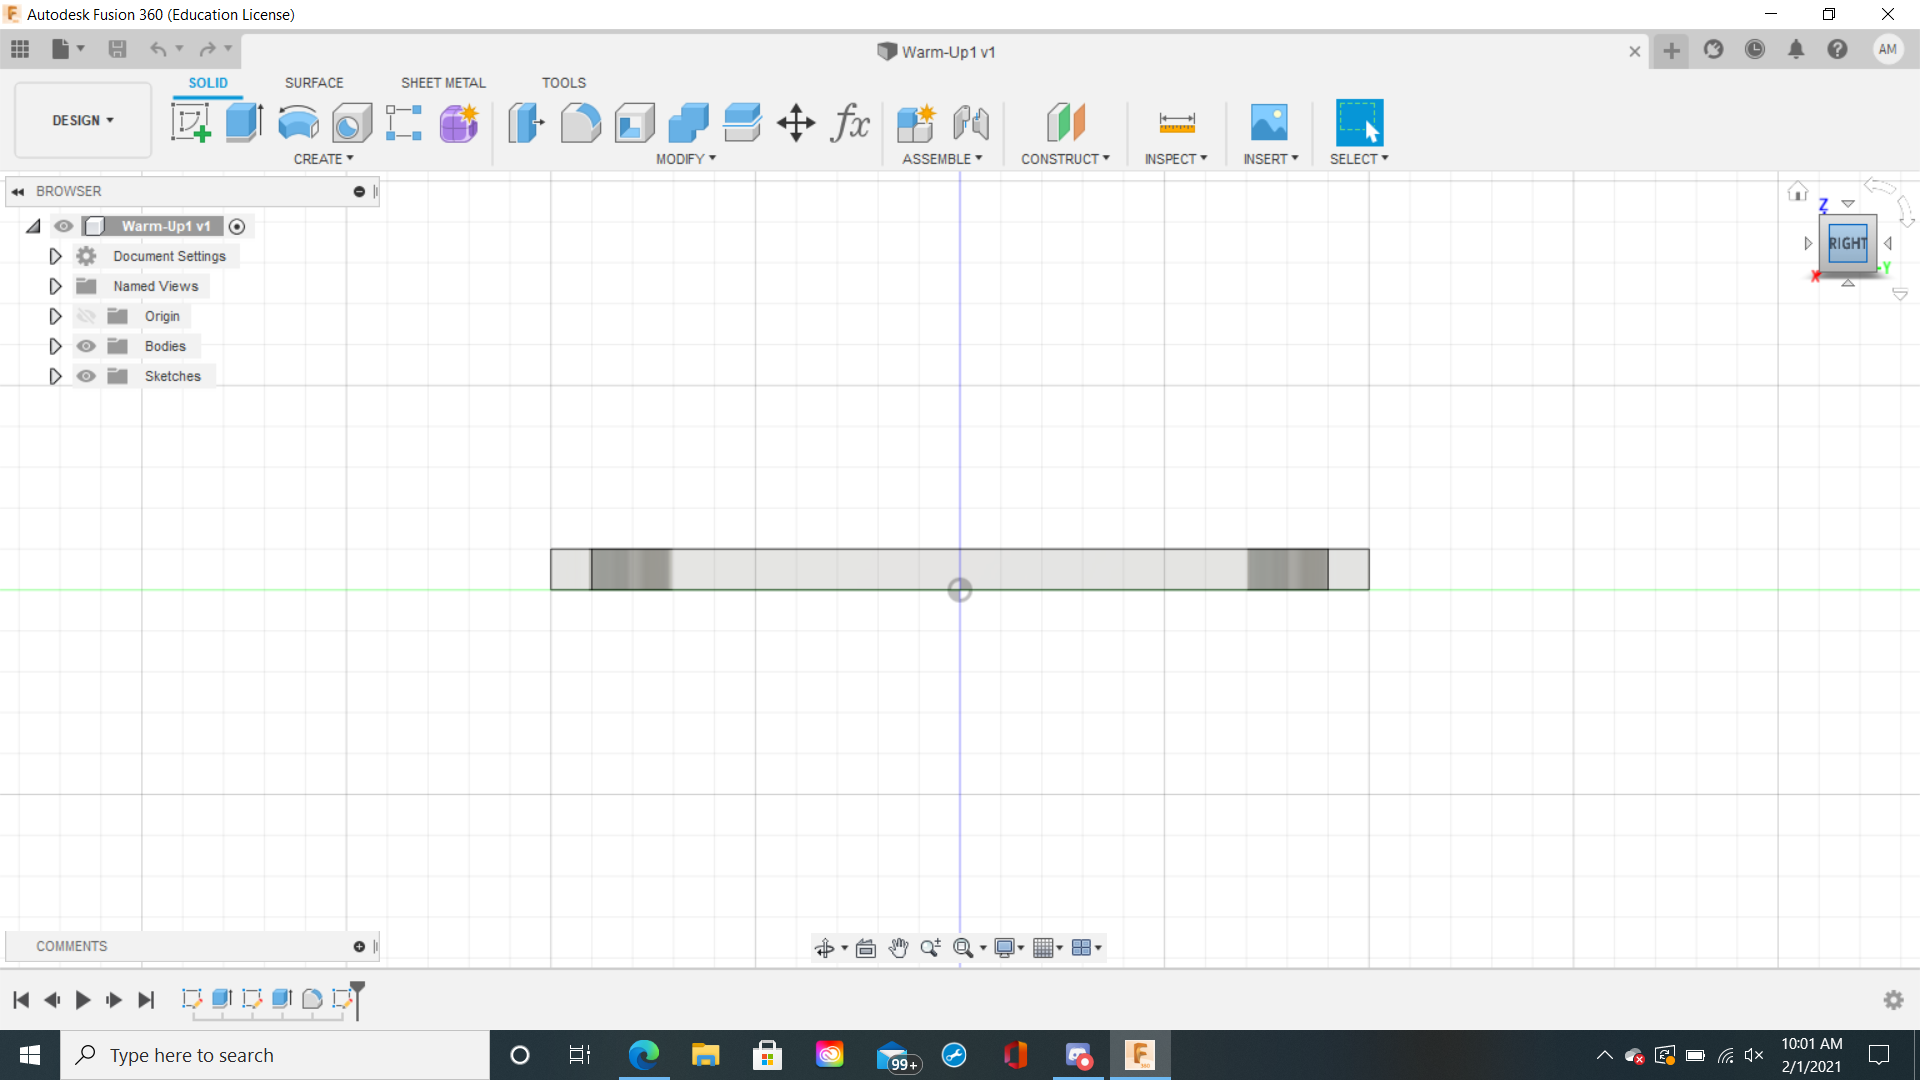 Autodesk Fusion 360 (Education License)
Warm-Up1 v1
AM
SOLID SURFACE SHEET METAL TOOLS
DESIGN
CREATE MODIFY ASSEMBLE CONSTRUCT INSPECT INSERT SELECT
BROWSER
Warm-Up1 v1
Document Settings
Named Views
Origin
Bodies
Sketches
Z
RIGHT
Y
X
COMMENTS
Type here to search
99+
10:01 AM
2/1/2021